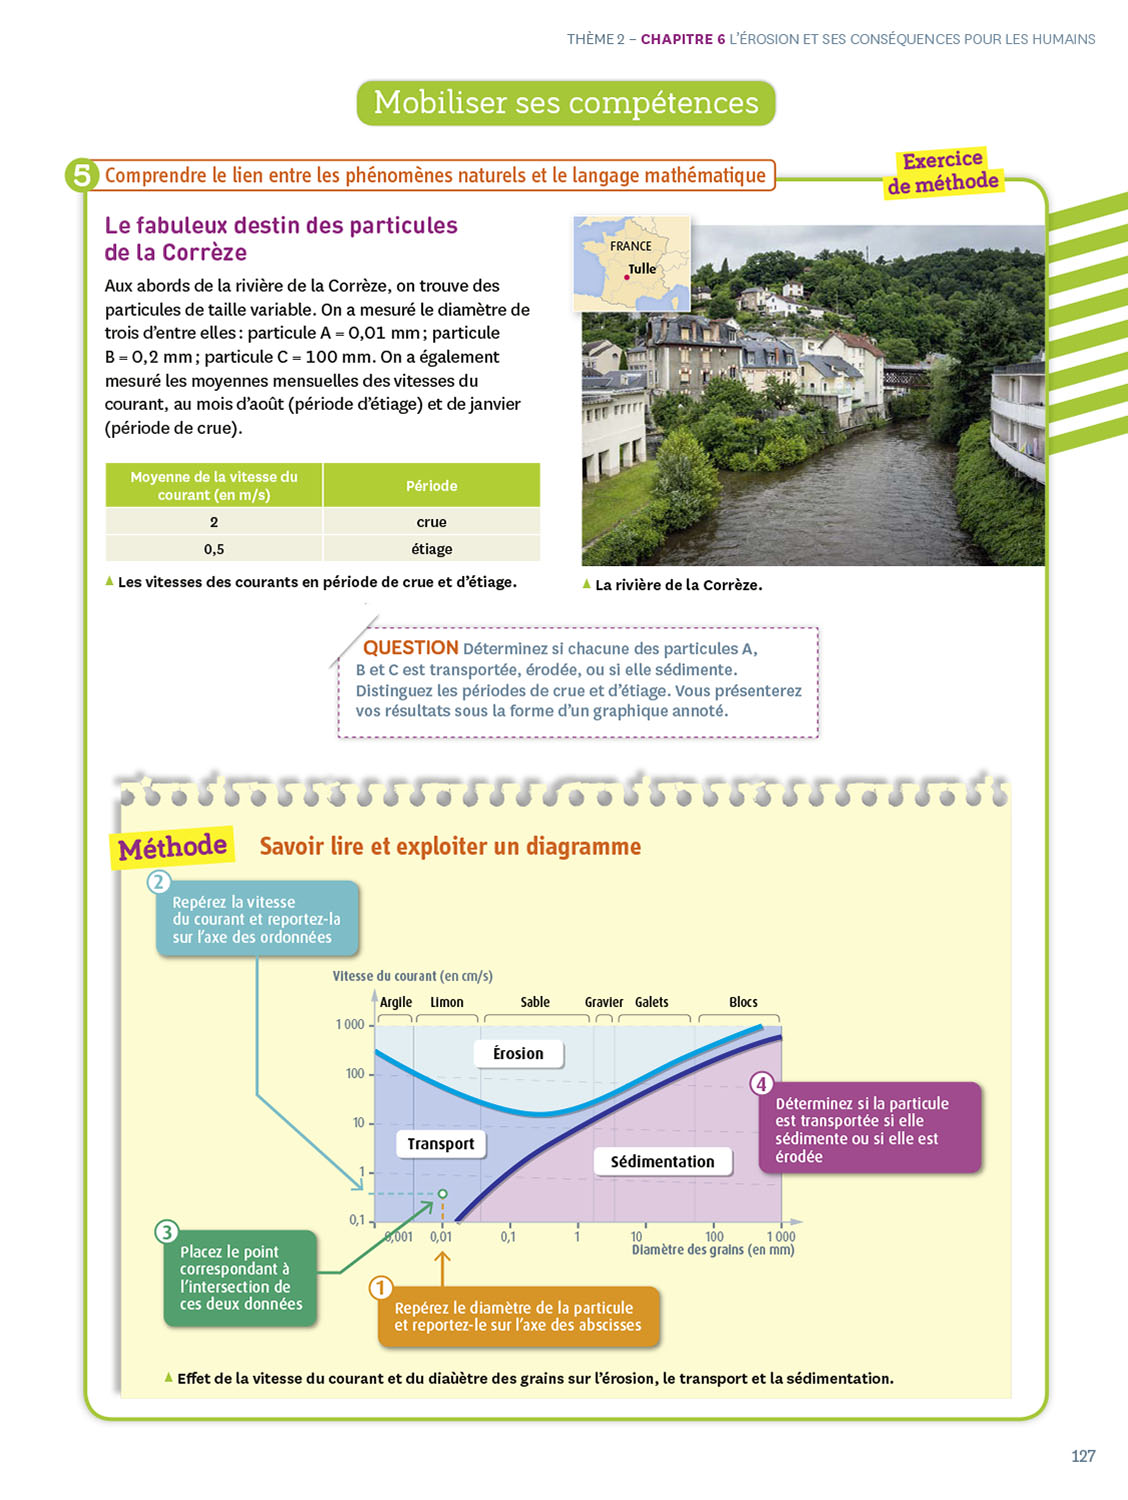 THÈME 2 – CHAPITRE 6 L’ÉROSION ET SES CONSÉQUENCES POUR LES HUMAINS
Mobiliser ses compétences
5 Comprendre le lien entre les phénomènes naturels et le langage mathématique
Exercice
de méthode
Le fabuleux destin des particules
de la Corrèze
Aux abords de la rivière de la Corrèze, on trouve des
particules de taille variable. On a mesuré le diamètre de
trois d’entre elles : particule A = 0,01 mm ; particule
B = 0,2 mm ; particule C = 100 mm. On a également
mesuré les moyennes mensuelles des vitesses du
courant, au mois d’août (période d’étiage) et de janvier
(période de crue).
FRANCE
Tulle
Moyenne de la vitesse du
courant (en m/s)
Période
2 crue
0,5 étiage
Les vitesses des courants en période de crue et d’étiage.
La rivière de la Corrèze.
QUESTION Déterminez si chacune des particules A,
B et C est transportée, érodée, ou si elle sédimente.
Distinguez les périodes de crue et d’étiage. Vous présenterez
vos résultats sous la forme d’un graphique annoté.
Méthode Savoir lire et exploiter un diagramme
2
Repérez la vitesse
du courant et reportez-la
sur l’axe des ordonnées
Vitesse du courant (en cm/s)
Argile Limon Sable Gravier Galets Blocs
1 000
100
10
1
0,1
Érosion
Transport
Sédimentation
4
Déterminez si la particule
est transportée si elle
sédimente ou si elle est
érodée
0,001 0,01 0,1 1 10 100 1 000
Diamètre des grains (en mm)
3
Placez le point
correspondant à
l’intersection de
ces deux données
1
Repérez le diamètre de la particule
et reportez-le sur l’axe des abscisses
Effet de la vitesse du courant et du diaùètre des grains sur l’érosion, le transport et la sédimentation.
127